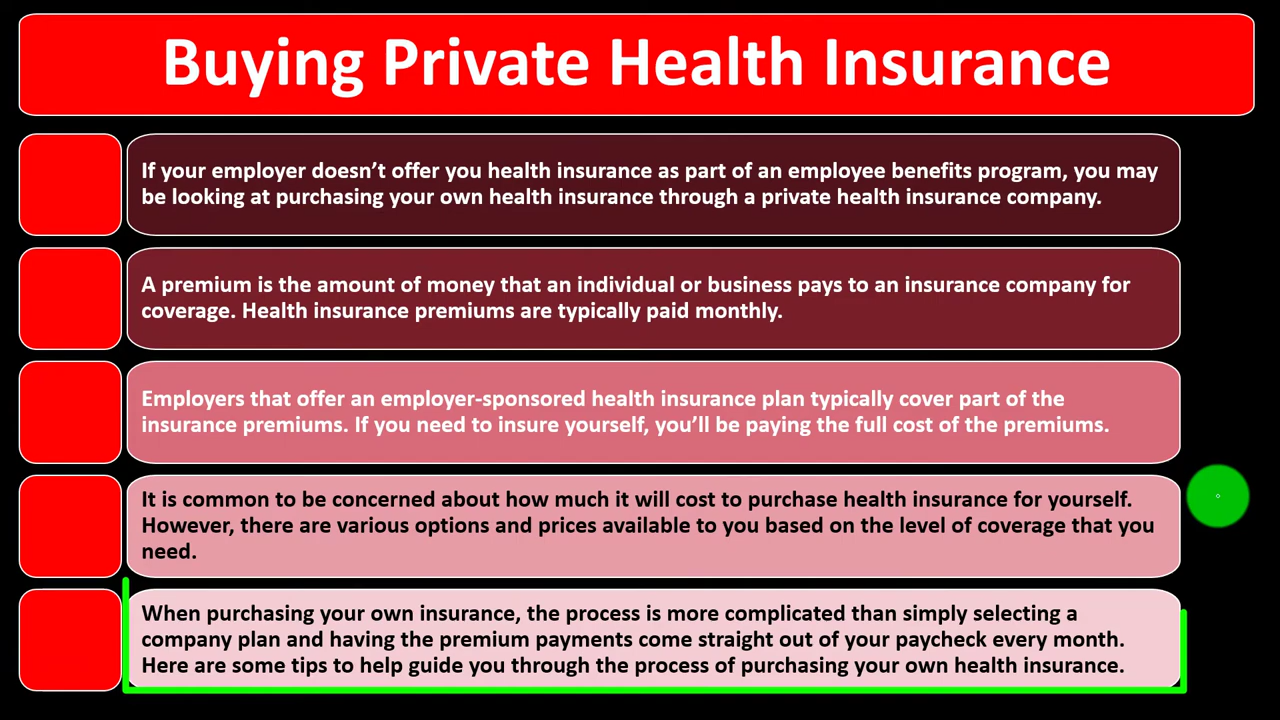 Buying Private Health Insurance
If your employer doesn’t offer you health insurance as part of an employee benefits program, you may
be looking at purchasing your own health insurance through a private health insurance company.
A premium is the amount of money that an individual or business pays to an insurance company for
coverage. Health insurance premiums are typically paid monthly.
Employers that offer an employer-sponsored health insurance plan typically cover part of the
insurance premiums. If you need to insure yourself, you’ll be paying the full cost of the premiums.
It is common to be concerned about how much it will cost to purchase health insurance for yourself.
However, there are various options and prices available to you based on the level of coverage that you
need.
When purchasing your own insurance, the process is more complicated than simply selecting a
company plan and having the premium payments come straight out of your paycheck every month.
Here are some tips to help guide you through the process of purchasing your own health insurance.